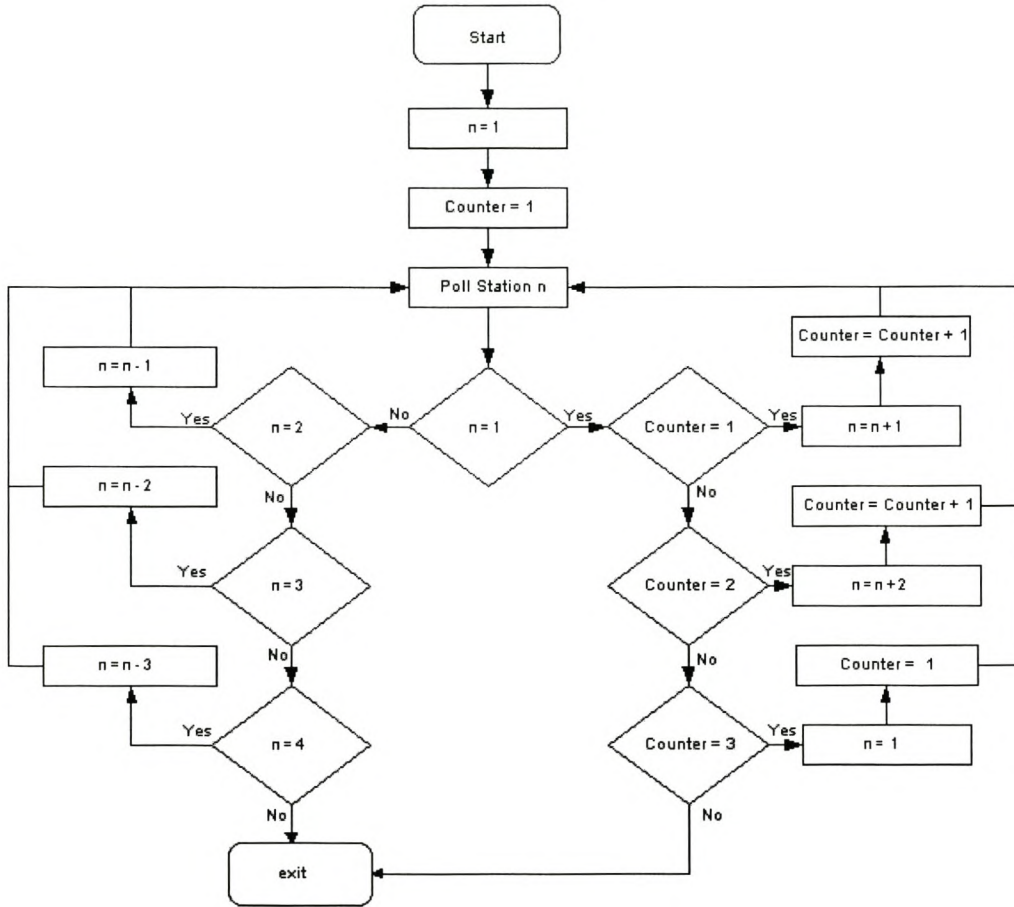 Start
n = 1
Counter = 1
Poll Station n
n = n - 1
Counter = Counter + 1
Yes
n = 2
No
n = 1
Yes
Counter = 1
Yes
n = n + 1
No
No
n = n - 2
Counter = Counter + 1
Yes
n = 3
Counter = 2
Yes
n = n + 2
No
No
n = n - 3
Counter = 1
Yes
n = 4
Counter = 3
Yes
n = 1
No
No
exit